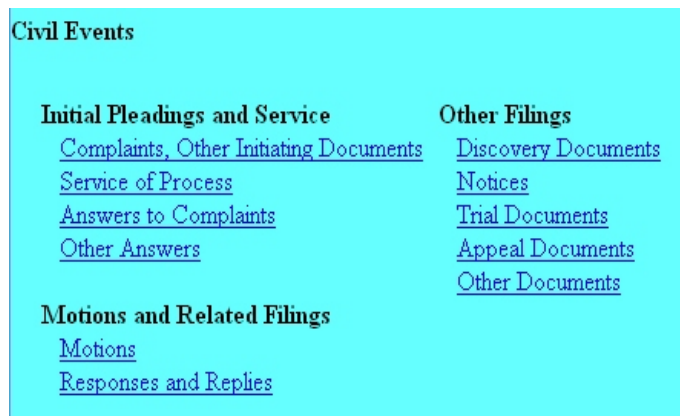 Civil Events
Initial Pleadings and Service
Complaints, Other Initiating Documents
Service of Process
Answers to Complaints
Other Answers
Motions and Related Filings
Motions
Responses and Replies
Other Filings
Discovery Documents
Notices
Trial Documents
Appeal Documents
Other Documents